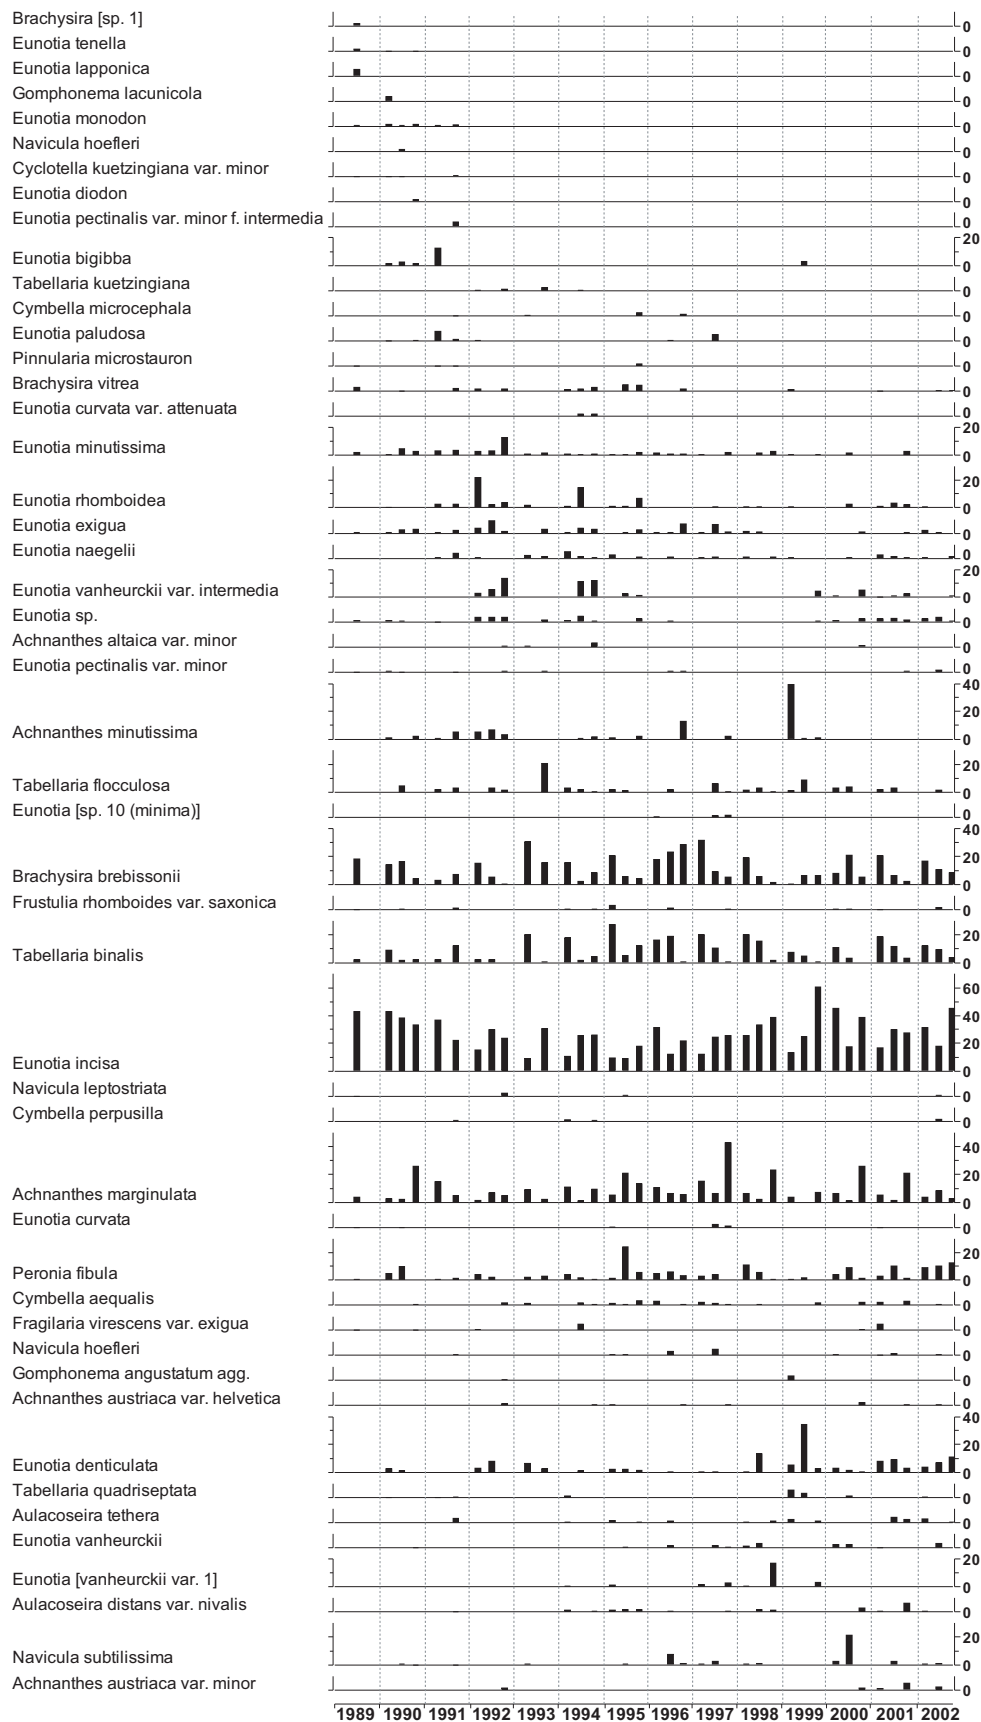 Brachysira [sp. 1] 0
Eunotia tenella 0
Eunotia lapponica 0
Gomphonema lacunicola 0
Eunotia monodon 0
Navicula hoefleri 0
Cyclotella kuetzingiana var. minor 0
Eunotia diodon 0
Eunotia pectinalis var. minor f. intermedia 0
20
Eunotia bigibba 0
Tabellaria kuetzingiana 0
Cymbella microcephala 0
Eunotia paludosa 0
Pinnularia microstauron 0
Brachysira vitrea 0
Eunotia curvata var. attenuata 0
20
Eunotia minutissima 0
20
Eunotia rhomboidea 0
Eunotia exigua 0
Eunotia naegelii 0
20
Eunotia vanheurckii var. intermedia 0
Eunotia sp. 0
Achnanthes altaica var. minor 0
Eunotia pectinalis var. minor 0
40
20
Achnanthes minutissima 0
20
Tabellaria flocculosa 0
Eunotia [sp. 10 (minima)] 0
40
20
Brachysira brebissonii 0
Frustulia rhomboides var. saxonica 0
20
Tabellaria binalis 0
60
40
20
Eunotia incisa 0
Navicula leptostriata 0
Cymbella perpusilla 0
40
20
Achnanthes marginulata 0
Eunotia curvata 0
20
Peronia fibula 0
Cymbella aequalis 0
Fragilaria virescens var. exigua 0
Navicula hoefleri 0
Gomphonema angustatum agg. 0
Achnanthes austriaca var. helvetica 0
40
20
Eunotia denticulata 0
Tabellaria quadriseptata 0
Aulacoseira tethera 0
Eunotia vanheurckii 0
20
Eunotia [vanheurckii var. 1] 0
Aulacoseira distans var. nivalis 0
20
Navicula subtilissima 0
Achnanthes austriaca var. minor 0
1989 1990 1991 1992 1993 1994 1995 1996 1997 1998 1999 2000 2001 2002